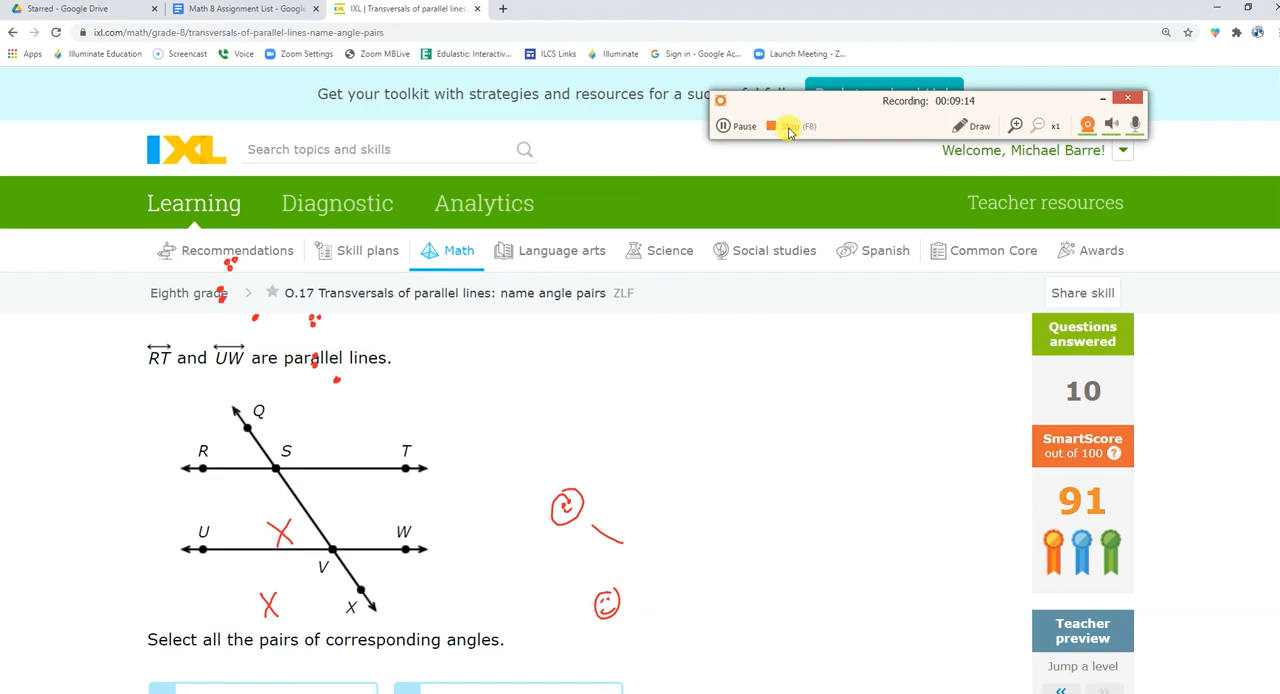 Starred - Google Drive
Math 8 Assignment List - Google
IXL | Transversals of parallel lines
ixl.com/math/grade-8/transversals-of-parallel-lines-name-angle-pairs
Apps Illuminate Education Screencast Voice Zoom Settings Zoom MBLive Edulastic: Interactiv... ILCS Links Illuminate Sign in - Google Ac... Launch Meeting - Z...
Get your toolkit with strategies and resources for a suc
Recording: 00:09:14
Pause Stop (F8) Draw x1
IXL Search topics and skills Welcome, Michael Barre!
Learning Diagnostic Analytics Teacher resources
Recommendations Skill plans Math Language arts Science Social studies Spanish Common Core Awards
Eighth grade > O.17 Transversals of parallel lines: name angle pairs ZLF Share skill
Questions answered
10
SmartScore
out of 100 ?
91
Teacher preview
Jump a level
RT and UW are parallel lines.
Q
R S T
U W
V
X
X
X
Select all the pairs of corresponding angles.